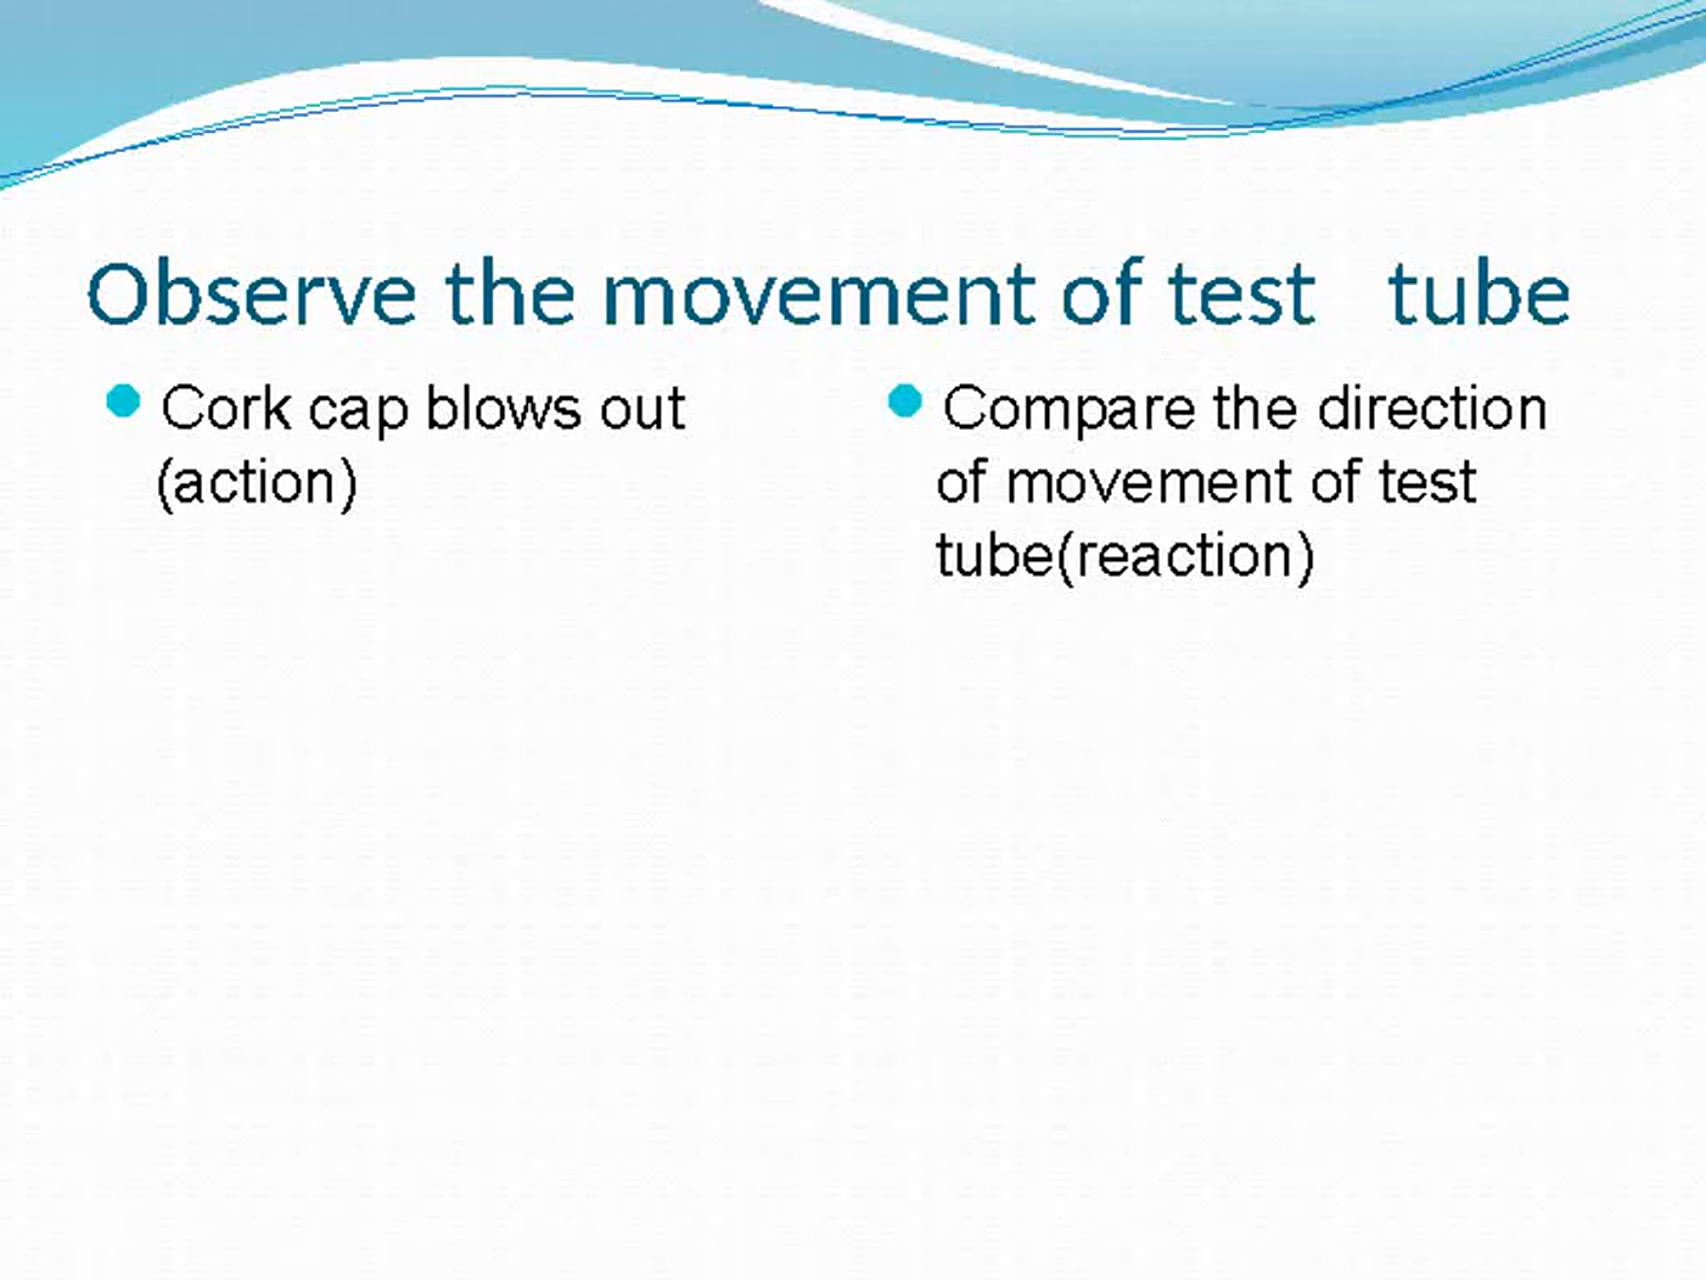 Observe the movement of test tube
Cork cap blows out
(action)
Compare the direction
of movement of test
tube(reaction)